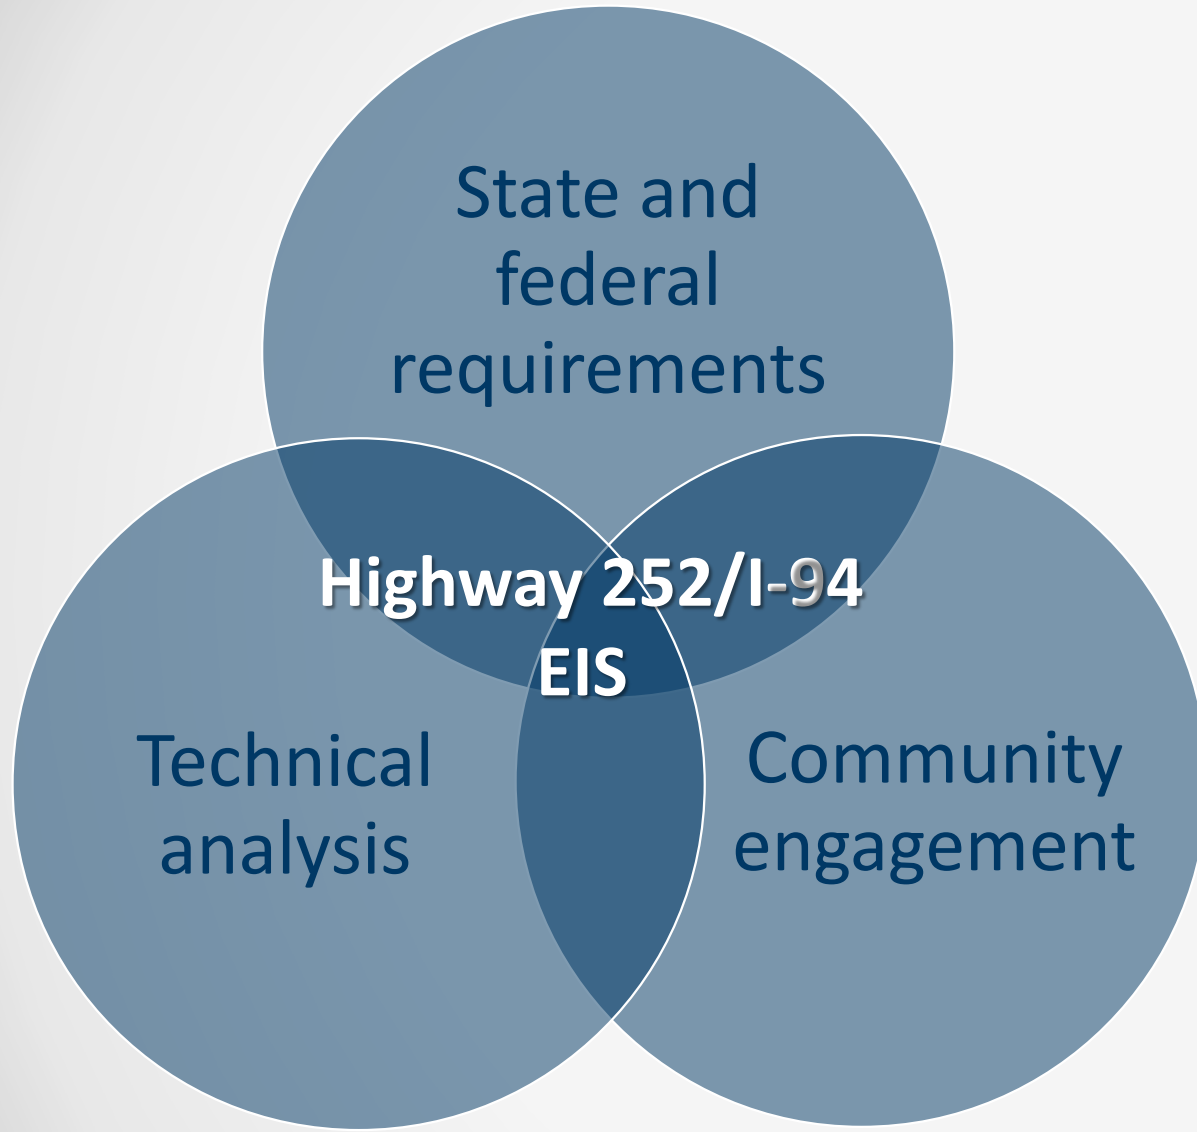 State and
federal
requirements
Highway 252/I-94
EIS
Technical
analysis
Community
engagement